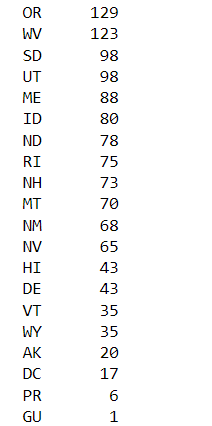 OR 129
WV 123
SD 98
UT 98
ME 88
ID 80
ND 78
RI 75
NH 73
MT 70
NM 68
NV 65
HI 43
DE 43
VT 35
WY 35
AK 20
DC 17
PR 6
GU 1